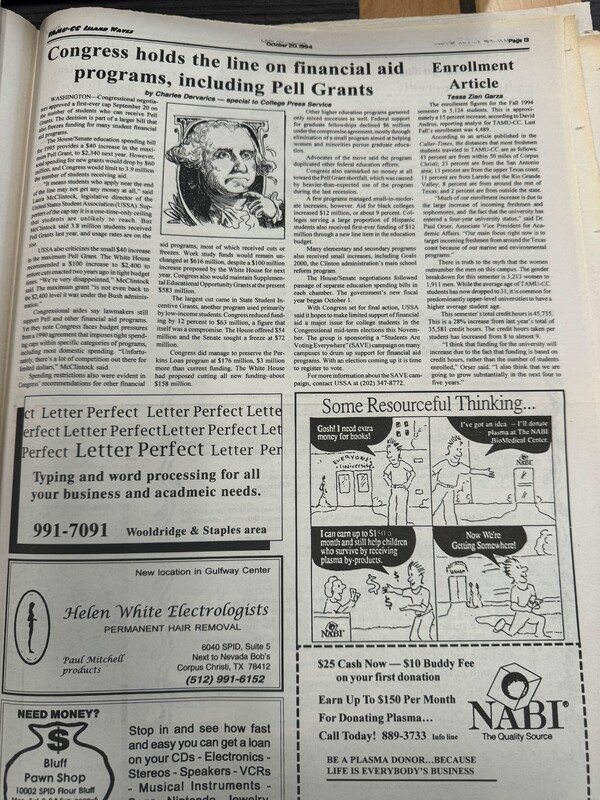 TAMU-CC ISLAND WAVES
October 20, 1994
Page 13
Congress holds the line on financial aid
programs, including Pell Grants
by Charles Dervarics — special to College Press Service
WASHINGTON—Congressional negotia-
tors approved a first-ever cap September 20 on
the number of students who can receive Pell
Grants. The decision is part of a larger bill that
also freezes funding for many student financial
aid programs.
The House/Senate education spending bill
for 1995 provides a $40 increase in the maxi-
mum Pell Grant, to $2,340 next year. However,
total spending for new grants would drop by $60
million, and Congress would limit to 3.9 million
the number of students receiving aid.
"It means students who apply near the end
of the line may not get any money at all," said
Laura McClintock, legislative director of the
United States Student Association (USSA). Sup-
porters of the cap say it is a one-time-only ceiling
that students are unlikely to reach. But
McClintock said 3.8 million students received
Pell Grants last year, and usage rates are on the
rise.
USSA also criticizes the small $40 increase
in the maximum Pell Grant. The White House
recommended a $100 increase to $2,400 to
restore cuts enacted two years ago in tight budget
times. "We're very disappointed," McClintock
said. The maximum grant "is not even back to
the $2,400 level it was under the Bush adminis-
tration."
Congressional aides say lawmakers still
support Pell and other financial aid programs.
Yet they note Congress faces budget pressures
from a 1990 agreement that imposes tight spend-
ing caps within specific categories of programs,
including most domestic spending. "Unfortu-
nately, there's a lot of competition out there for
limited dollars," McClintock said.
Spending restrictions also were evident in
Congress' recommendations for other financial
aid programs, most of which received cuts or
freezes. Work study funds would remain un-
changed at $616 million, despite a $100 million
increase proposed by the White House for next
year. Congress also would maintain Supplemen-
tal Educational Opportunity Grants at the present
$583 million.
The largest cut came in State Student In-
centive Grants, another program used primarily
by low-income students. Congress reduced fund-
ing by 12 percent to $63 million, a figure that
itself was a compromise. The House offered $54
million and the Senate sought a freeze at $72
million.
Congress did manage to preserve the Per-
kins Loan program at $176 million, $3 million
more than current funding. The White House
had proposed cutting all new funding-about
$158 million.
Other higher education programs garnered
only mixed successes as well. Federal support
for graduate fellowships declined $6 million
under the compromise agreement, mostly through
elimination of a small program aimed at helping
women and minorities pursue graduate educa-
tion.
Advocates of the move said the program
duplicated other federal education efforts.
Congress also earmarked no money at all
toward the Pell Grant shortfall, which was caused
by heavier-than-expected use of the program
during the last recession.
A few programs managed small-to-moder-
ate increases, however. Aid for black colleges
increased $12 million, or about 9 percent. Col-
leges serving a large proportion of Hispanic
students also received first-ever funding of $12
million through a new line item in the education
budget.
Many elementary and secondary programs
also received small increases, including Goals
2000, the Clinton administration's main school
reform program.
The House/Senate negotiations followed
passage of separate education spending bills in
each chamber. The government's new fiscal
year began October 1.
With Congress set for final action, USSA
said it hopes to make limited support of financial
aid a major issue for college students in the
Congressional mid-term elections this Novem-
ber. The group is sponsoring a "Students Are
Voting Everywhere" (SAVE) campaign on many
campuses to drum up support for financial aid
programs. With an election coming up it is time
to register to vote.
For more information about the SAVE cam-
paign, contact USSA at (202) 347-8772.
Enrollment
Article
Tessa Zien Garza
The enrollment figures for the Fall 1994
semester is 5,124 students. This is approxi-
mately a 15 percent increase, according to David
Andros, reporting analyst for TAMU-CC. Last
Fall's enrollment was 4,489.
According to an article published in the
Caller-Times, the distances that most freshmen
students traveled to TAMU-CC are as follows:
43 percent are from within 50 miles of Corpus
Christi; 23 percent are from the San Antonio
area; 13 percent are from the upper Texas coast;
11 percent are from Laredo and the Rio Grande
Valley; 8 percent are from around the rest of
Texas; and 2 percent are from outside the state.
"Much of our enrollment increase is due to
the large increase of incoming freshmen and
sophomores, and the fact that the university has
entered a four-year university status," said Dr.
Paul Orser, Associate Vice President for Aca-
demic Affairs. "Our main focus right now is to
target incoming freshmen from around the Texas
coast because of our marine and environmental
programs."
There is truth to the myth that the women
outnumber the men on this campus. The gender
breakdown for this semester is 3,213 women to
1,911 men. While the average age of TAMU-CC
students has now dropped to 31, it is common for
predominantly upper-level universities to have a
higher average student age.
This semester's total credit hours is 45,735.
This is a 28% increase from last year's total of
35,581 credit hours. The credit hours taken per
student has increased from 8 to almost 9.
"I think that funding for the university will
increase due to the fact that funding is based on
credit hours, rather than the number of students
enrolled," Orser said. "I also think that we are
going to grow substantially in the next four to
five years."
ct Letter Perfect Letter Perfect Lette
erfect Letter PerfectLetter Perfect Let
Perfect Letter Perfect Letter Per
Typing and word processing for all
your business and acadmeic needs.
991-7091 Wooldridge & Staples area
New location in Gulfway Center
Helen White Electrologists
PERMANENT HAIR REMOVAL
Paul Mitchell
products
6040 SPID, Suite 5
Next to Nevada Bob's
Corpus Christi, TX 78412
(512) 991-6152
NEED MONEY?
$
Bluff
Pawn Shop
10002 SPID Flour Bluff
Stop in and see how fast
and easy you can get a loan
on your CDs - Electronics -
Stereos - Speakers - VCRs
- Musical Instruments -
Some Resourceful Thinking...
Gosh! I need extra
money for books!
EVERYONE'S
UNIVERSITY
I've got an idea — I'll donate
plasma at The NABI
BioMedical Center.
NABI
I can earn up to $150 a
month and still help children
who survive by receiving
plasma by-products.
NABI
Now We're
Getting Somewhere!
$25 Cash Now — $10 Buddy Fee
on your first donation
Earn Up To $150 Per Month
For Donating Plasma...
Call Today! 889-3733 Info line
BE A PLASMA DONOR...BECAUSE
LIFE IS EVERYBODY'S BUSINESS
NABI
The Quality Source